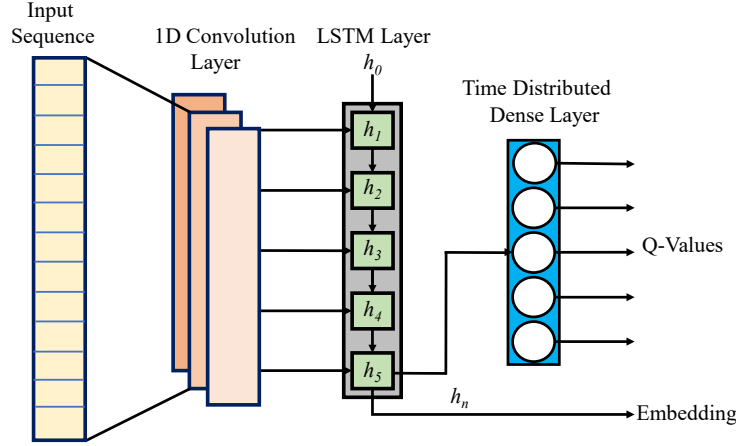 Input
Sequence
1D Convolution
Layer
LSTM Layer
h0
h1
h2
h3
h4
h5
Time Distributed
Dense Layer
Q-Values
hn
Embedding